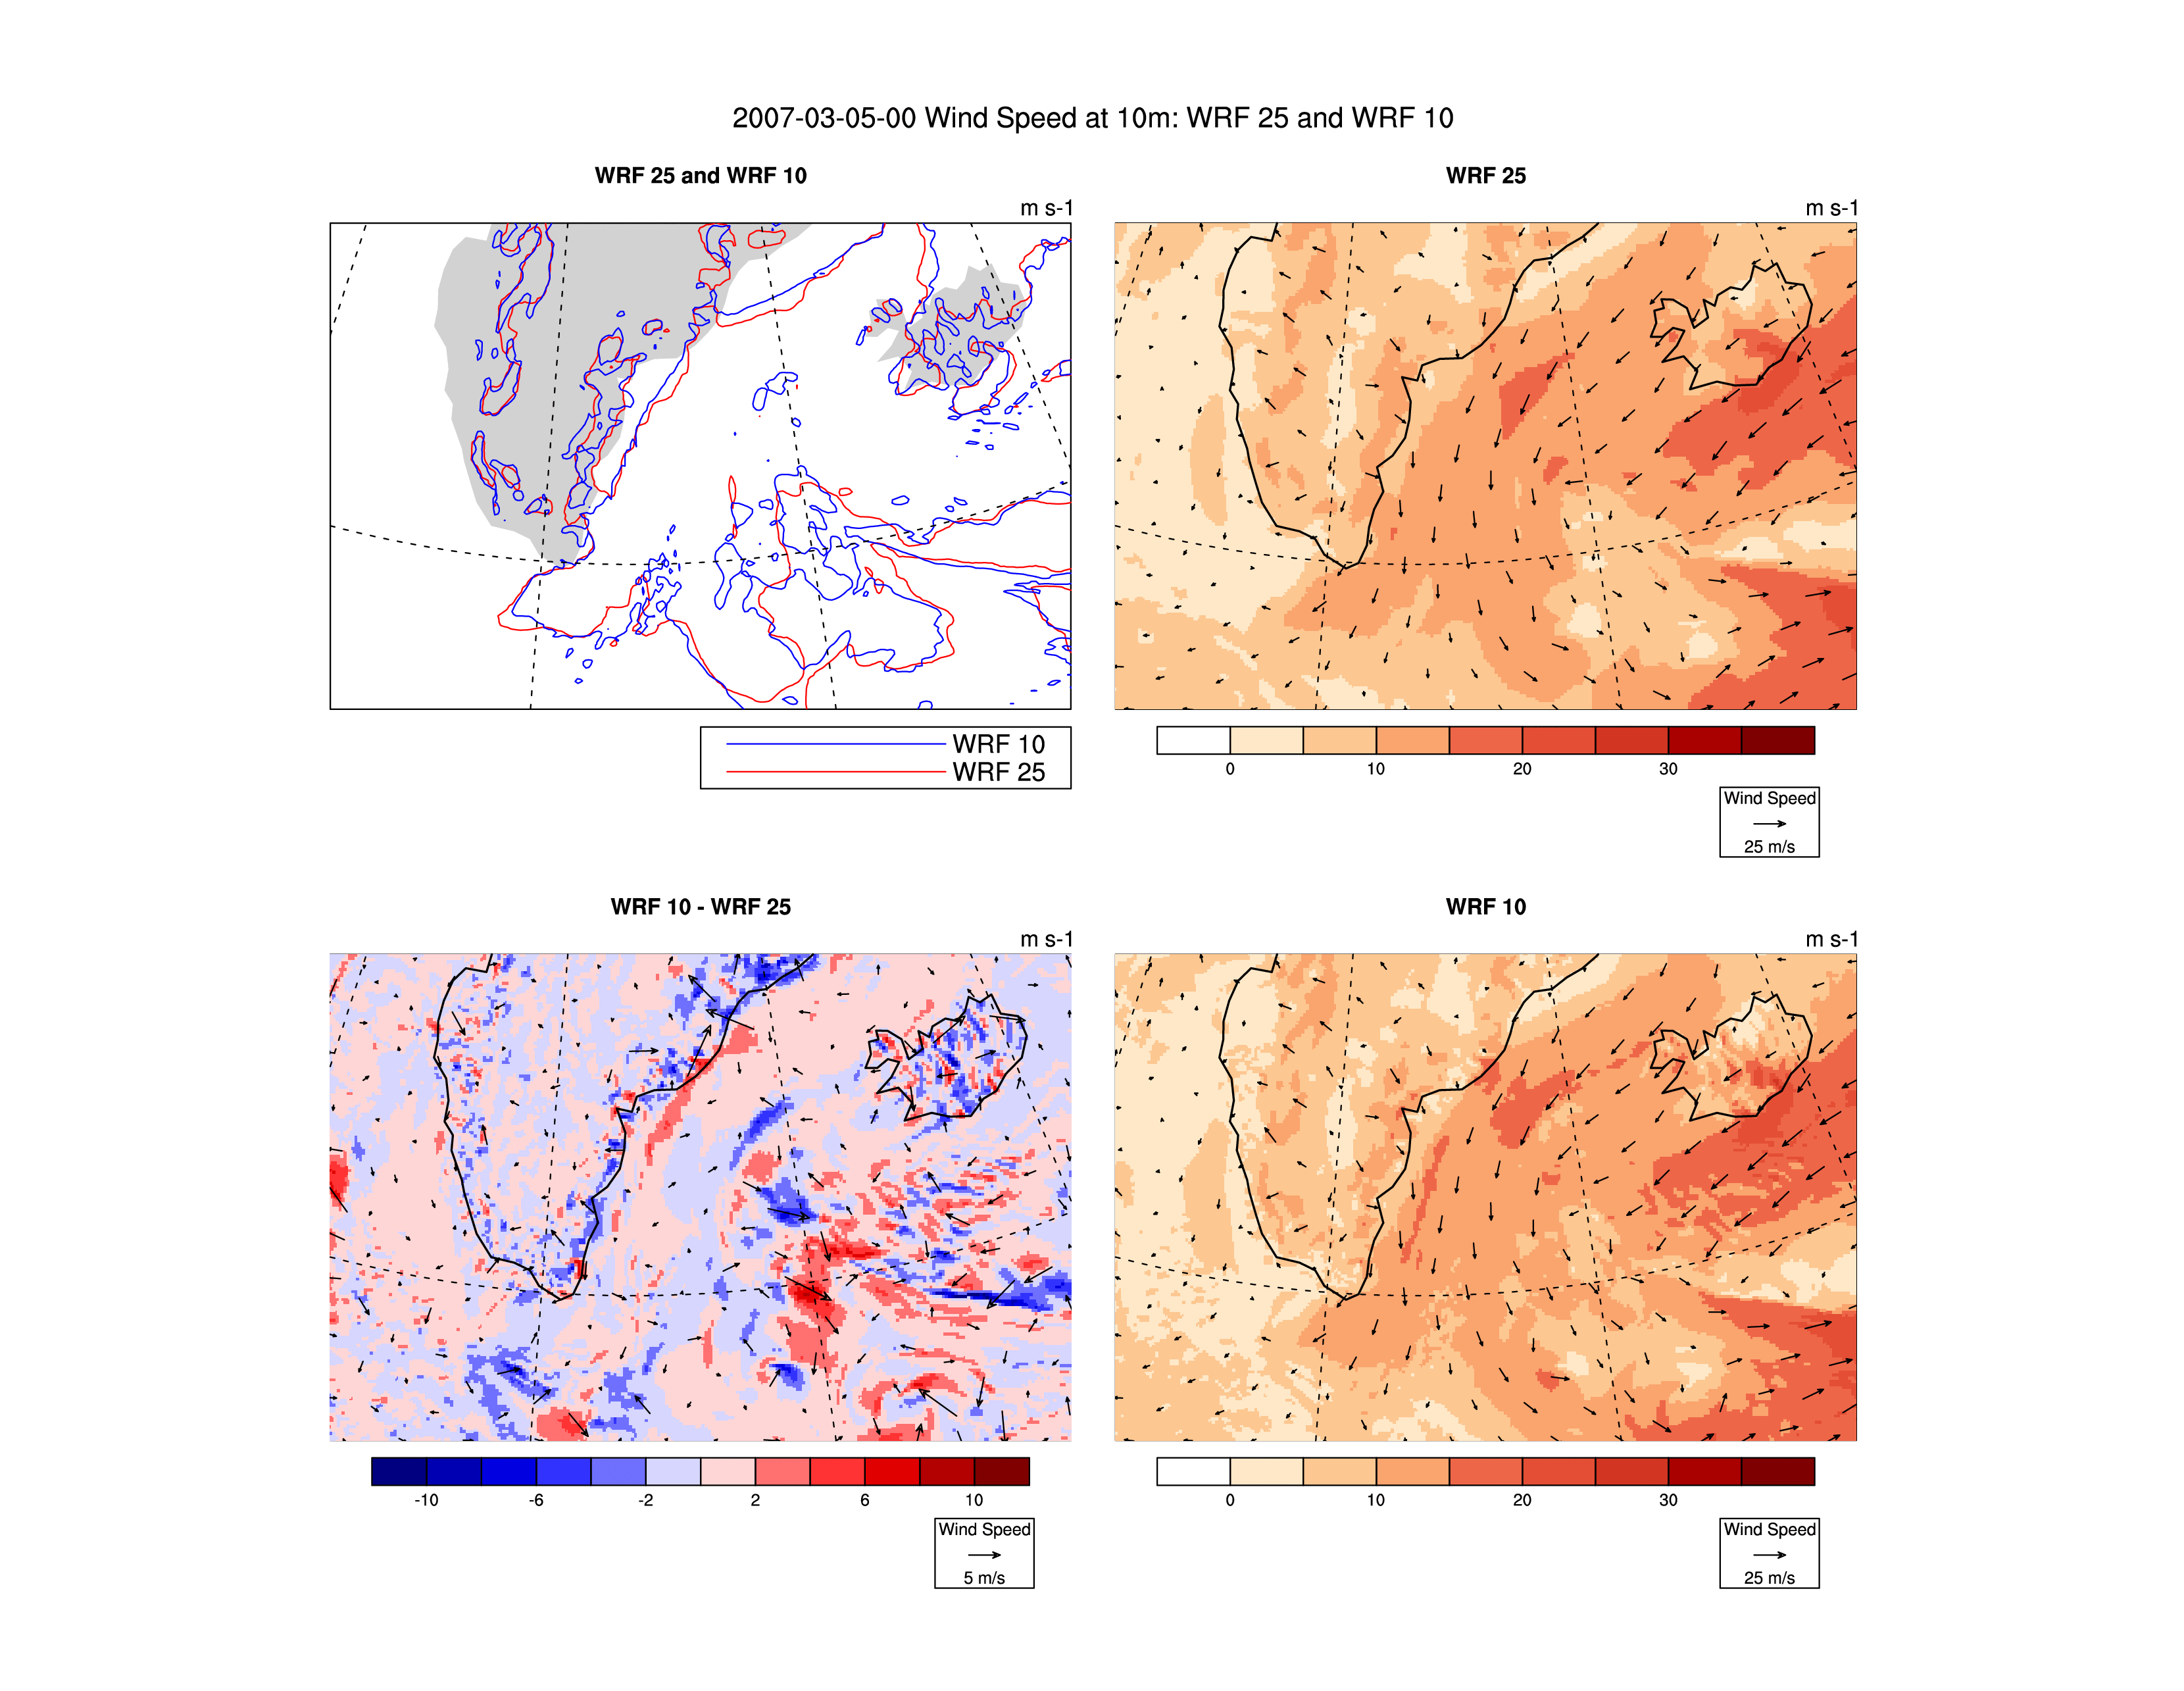 2007-03-05-00 Wind Speed at 10m: WRF 25 and WRF 10
WRF 25 and WRF 10
m s-1
WRF 10
WRF 25
WRF 25
m s-1
0 10 20 30
Wind Speed
25 m/s
WRF 10 - WRF 25
m s-1
-10 -6 -2 2 6 10
Wind Speed
5 m/s
WRF 10
m s-1
0 10 20 30
Wind Speed
25 m/s